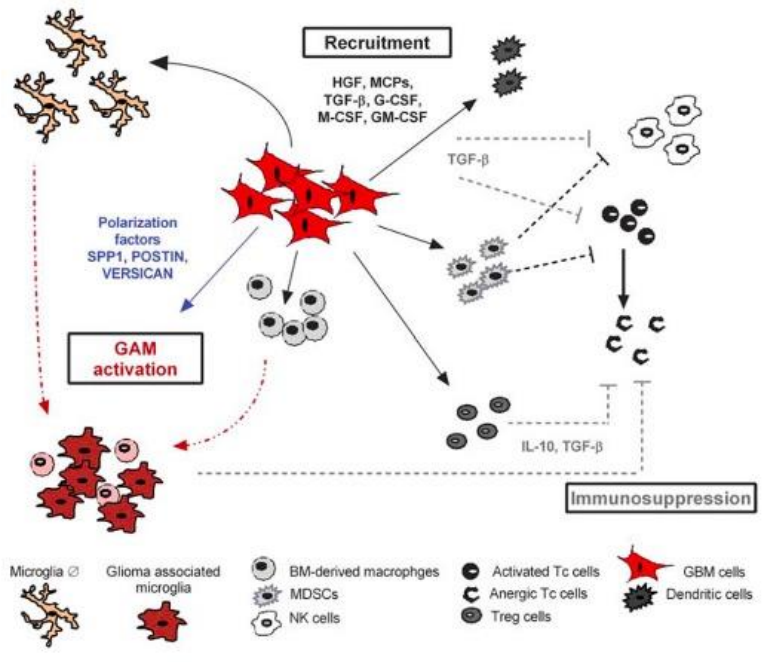 Recruitment
HGF, MCPs,
TGF-β, G-CSF,
M-CSF, GM-CSF
TGF-β
Polarization
factors
SPP1, POSTIN,
VERSICAN
GAM
activation
IL-10, TGF-β
Immunosuppression
Microglia ∅
Glioma associated
microglia
BM-derived macrophges
MDSCs
NK cells
Activated Tc cells
Anergic Tc cells
Treg cells
GBM cells
Dendritic cells